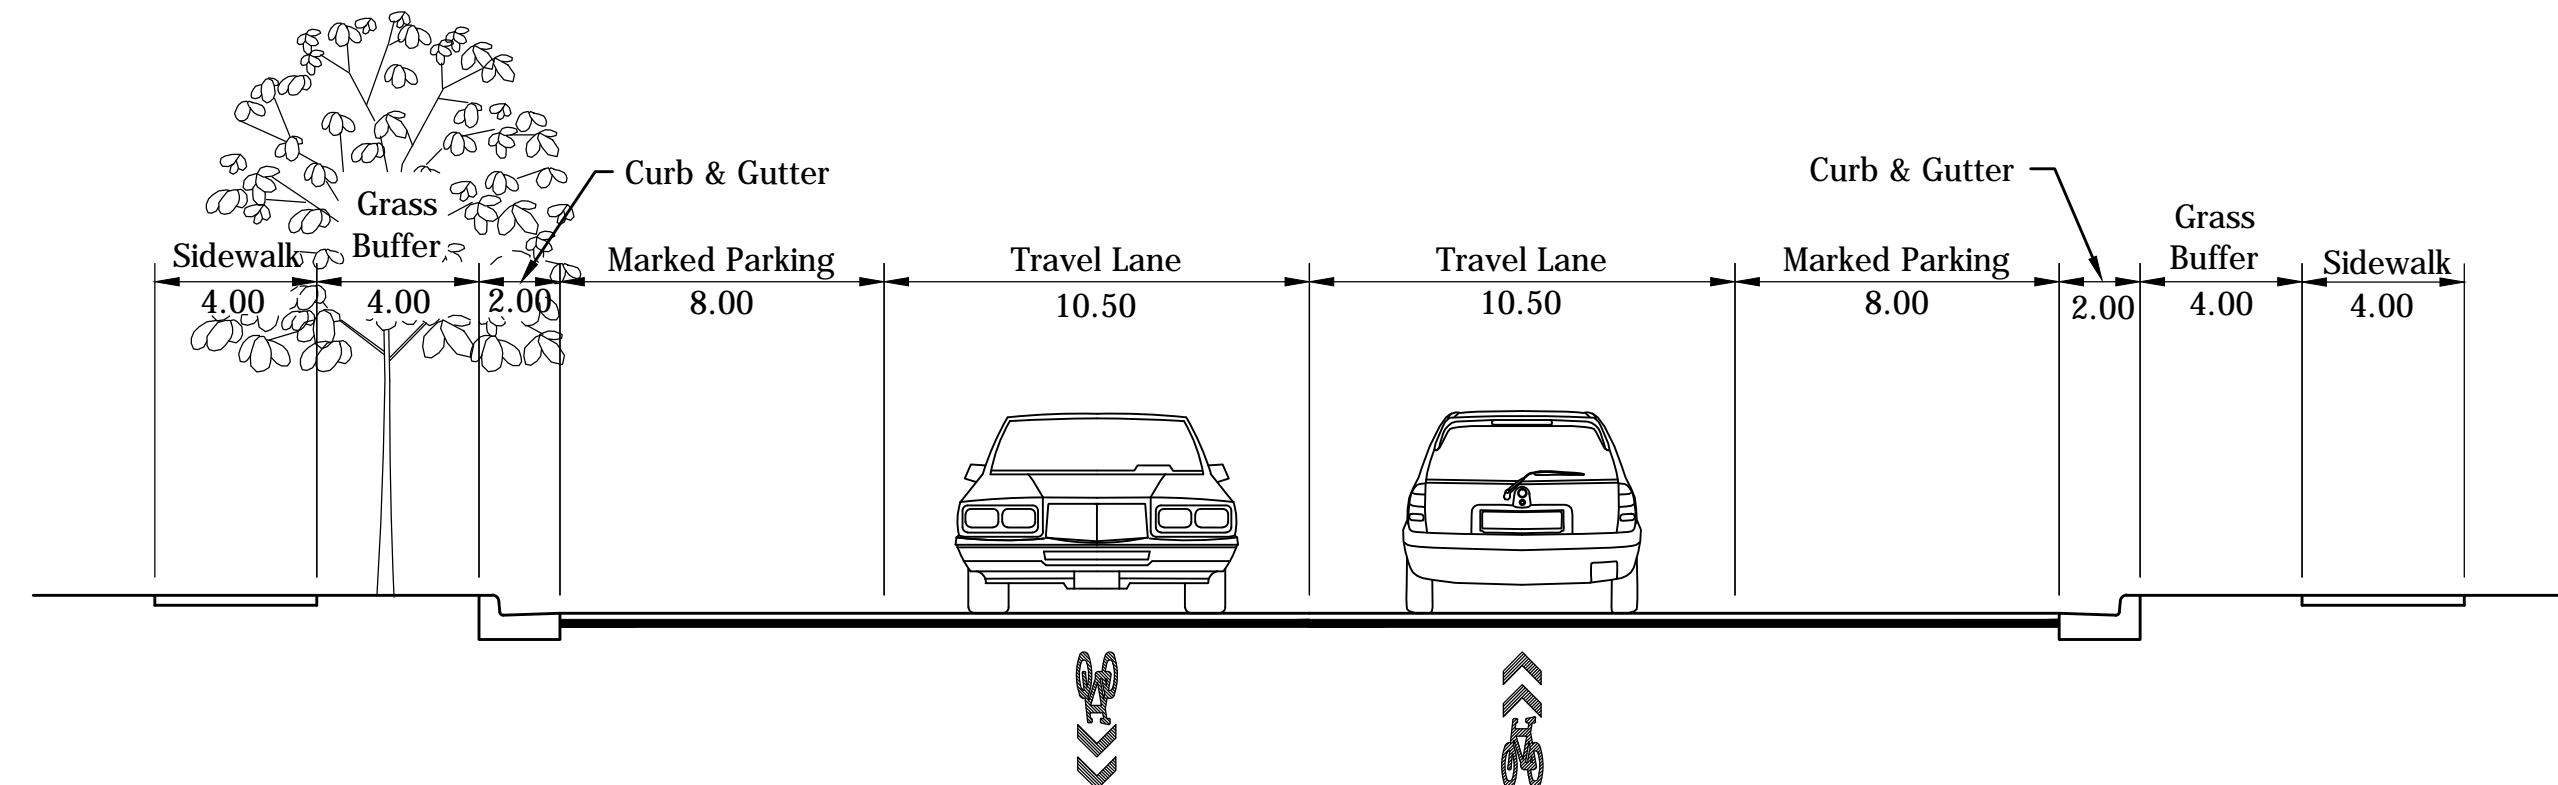 Curb & Gutter
Curb & Gutter
Grass
Buffer
Grass
Buffer
Sidewalk
Marked Parking
Travel Lane
Travel Lane
Marked Parking
Sidewalk
4.00
4.00
2.00
8.00
10.50
10.50
8.00
2.00
4.00
4.00